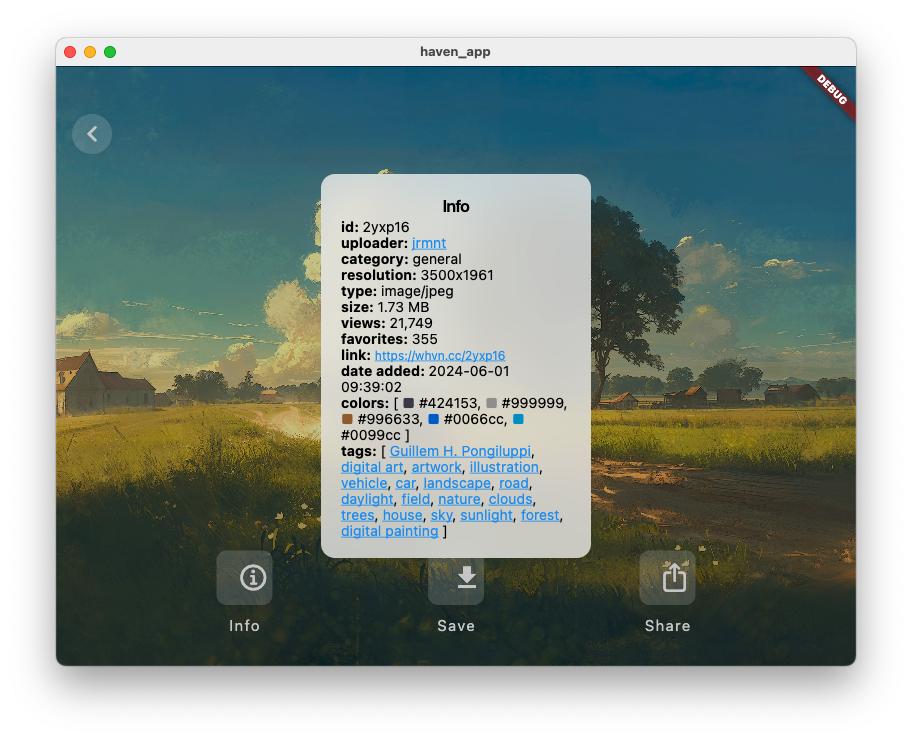 haven_app
DEBUG
Info
id: 2yxp16
uploader: jrmnt
category: general
resolution: 3500x1961
type: image/jpeg
size: 1.73 MB
views: 21,749
favorites: 355
link: https://whvn.cc/2yxp16
date added: 2024-06-01
09:39:02
colors: [ #424153, #999999,
#996633, #0066cc,
#0099cc ]
tags: [ Guillem H. Pongiluppi,
digital art, artwork, illustration,
vehicle, car, landscape, road,
daylight, field, nature, clouds,
trees, house, sky, sunlight, forest,
digital painting ]
Info
Save
Share